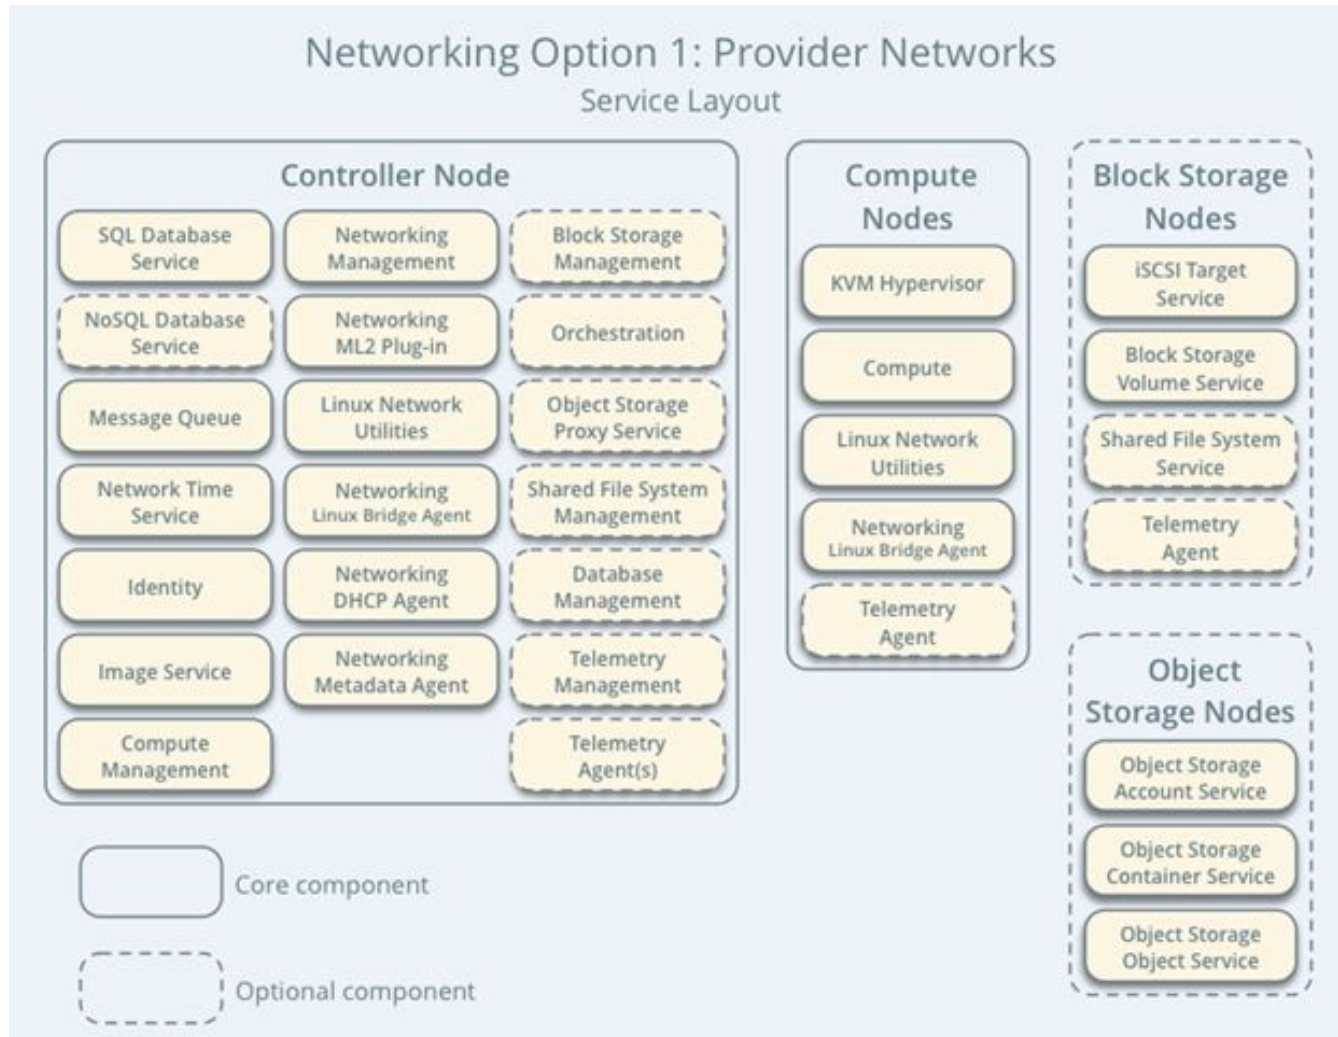 Networking Option 1: Provider Networks
Service Layout
Controller Node
SQL Database
Service
NoSQL Database
Service
Message Queue
Network Time
Service
Identity
Image Service
Compute
Management
Networking
Management
Networking
ML2 Plug-in
Linux Network
Utilities
Networking
Linux Bridge Agent
Networking
DHCP Agent
Networking
Metadata Agent
Block Storage
Management
Orchestration
Object Storage
Proxy Service
Shared File System
Management
Database
Management
Telemetry
Management
Telemetry
Agent(s)
Compute
Nodes
KVM Hypervisor
Compute
Linux Network
Utilities
Networking
Linux Bridge Agent
Telemetry
Agent
Block Storage
Nodes
iSCSI Target
Service
Block Storage
Volume Service
Shared File System
Service
Telemetry
Agent
Object
Storage Nodes
Object Storage
Account Service
Object Storage
Container Service
Object Storage
Object Service
Core component
Optional component